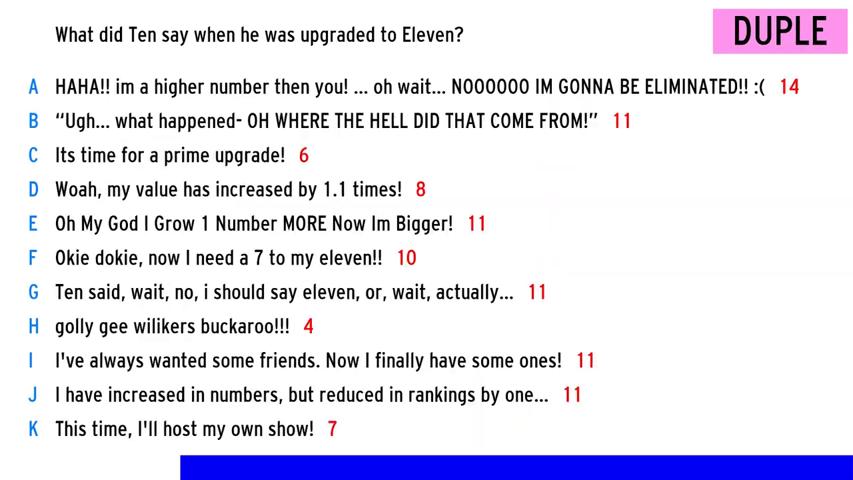 What did Ten say when he was upgraded to Eleven?
DUPLE
A HAHA!! im a higher number then you! ... oh wait... NOOOOOO IM GONNA BE ELIMINATED!! :( 14
B “Ugh... what happened- OH WHERE THE HELL DID THAT COME FROM!” 11
C Its time for a prime upgrade! 6
D Woah, my value has increased by 1.1 times! 8
E Oh My God I Grow 1 Number MORE Now Im Bigger! 11
F Okie dokie, now I need a 7 to my eleven!! 10
G Ten said, wait, no, i should say eleven, or, wait, actually... 11
H golly gee wilikers buckaroo!!! 4
I I've always wanted some friends. Now I finally have some ones! 11
J I have increased in numbers, but reduced in rankings by one... 11
K This time, I'll host my own show! 7